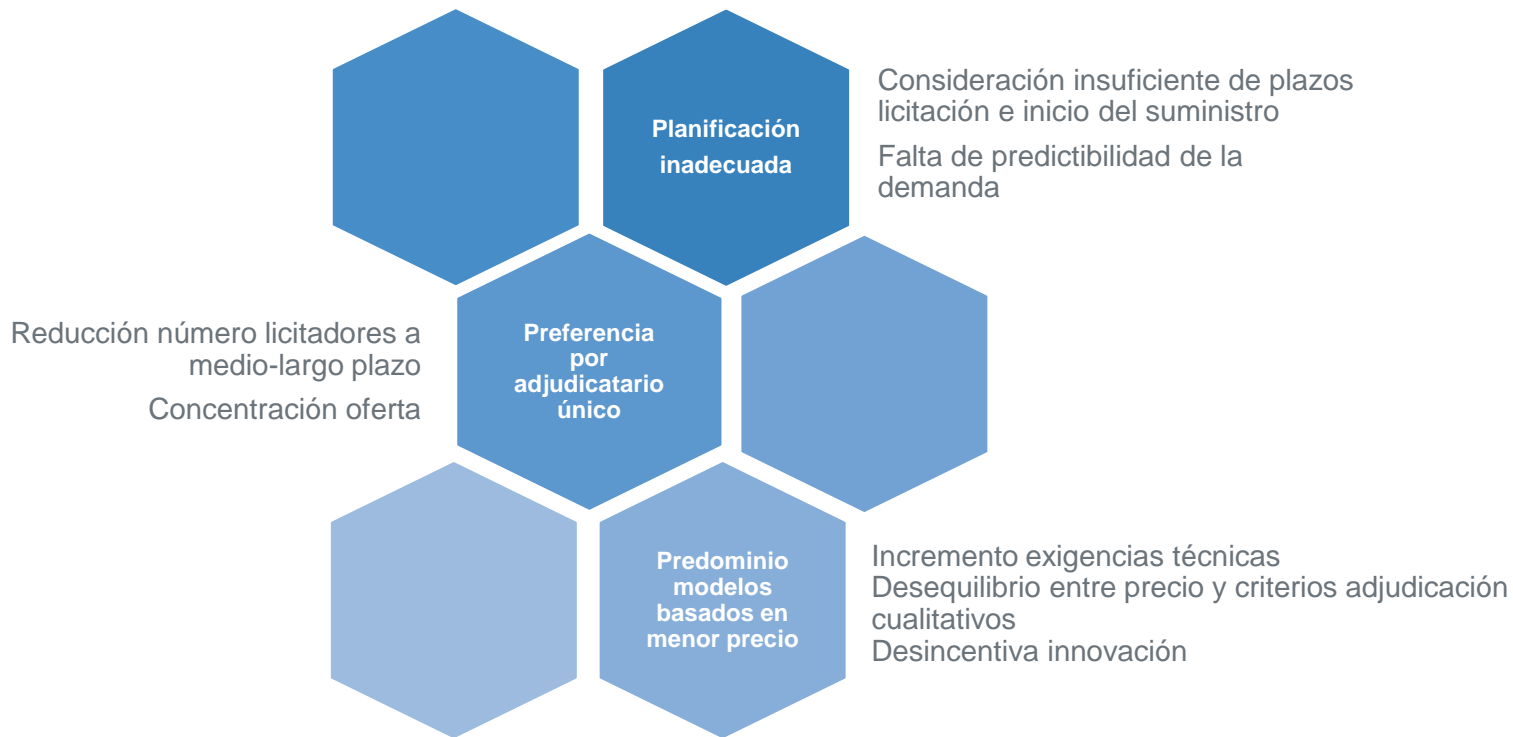 Planificación
inadecuada
Consideración insuficiente de plazos
licitación e inicio del suministro
Falta de predictibilidad de la
demanda
Reducción número licitadores a
medio-largo plazo
Concentración oferta
Preferencia
por
adjudicatario
único
Predominio
modelos
basados en
menor precio
Incremento exigencias técnicas
Desequilibrio entre precio y criterios adjudicación
cualitativos
Desincentiva innovación